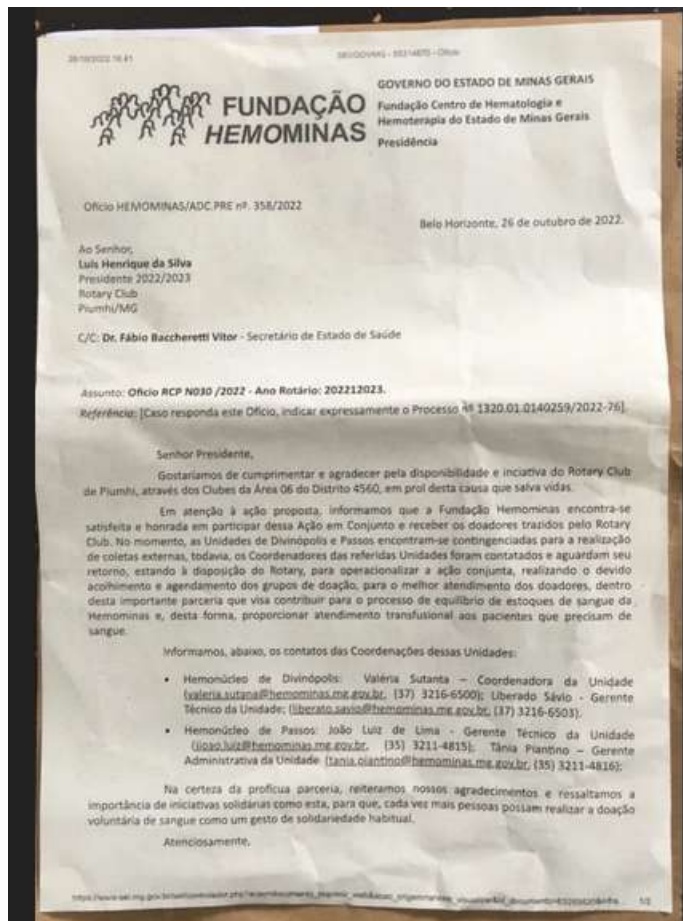 26/10/2022 16:41
SEI/GOVMG - 55214870 - Ofício
GOVERNO DO ESTADO DE MINAS GERAIS
FUNDAÇÃO
HEMOMINAS
Fundação Centro de Hematologia e
Hemoterapia do Estado de Minas Gerais
Presidência
Ofício HEMOMINAS/ADC.PRE nº. 358/2022
Belo Horizonte, 26 de outubro de 2022.
Ao Senhor,
Luis Henrique da Silva
Presidente 2022/2023
Rotary Club
Piumhi/MG
C/C: Dr. Fábio Baccheretti Vitor - Secretário de Estado de Saúde
Assunto: Ofício RCP N030 /2022 - Ano Rotário: 202212023.
Referência: [Caso responda este Ofício, indicar expressamente o Processo nº 1320.01.0140259/2022-76].
Senhor Presidente,
Gostaríamos de cumprimentar e agradecer pela disponibilidade e inciativa do Rotary Club
de Piumhi, através dos Clubes da Área 06 do Distrito 4560, em prol desta causa que salva vidas.
Em atenção à ação proposta, informamos que a Fundação Hemominas encontra-se
satisfeita e honrada em participar dessa Ação em Conjunto e receber os doadores trazidos pelo Rotary
Club. No momento, as Unidades de Divinópolis e Passos encontram-se contingenciadas para a realização
de coletas externas, todavia, os Coordenadores das referidas Unidades foram contatados e aguardam seu
retorno, estando à disposição do Rotary, para operacionalizar a ação conjunta, realizando o devido
acolhimento e agendamento dos grupos de doação, para o melhor atendimento dos doadores, dentro
desta importante parceria que visa contribuir para o processo de equilíbrio de estoques de sangue da
Hemominas e, desta forma, proporcionar atendimento transfusional aos pacientes que precisam de
sangue.
Informamos, abaixo, os contatos das Coordenações dessas Unidades:
• Hemonúcleo de Divinópolis: Valéria Sutanta – Coordenadora da Unidade
(valeria.sutana@hemominas.mg.gov.br, (37) 3216-6500); Liberado Sávio - Gerente
Técnico da Unidade; (liberato.savio@hemominas.mg.gov.br, (37) 3216-6503).
• Hemonúcleo de Passos: João Luiz de Lima - Gerente Técnico da Unidade
(joao.luiz@hemominas.mg.gov.br, (35) 3211-4815); Tânia Piantino – Gerente
Administrativa da Unidade (tania.piantino@hemominas.mg.gov.br, (35) 3211-4816);
Na certeza da profícua parceria, reiteramos nossos agradecimentos e ressaltamos a
importância de iniciativas solidárias como esta, para que, cada vez mais pessoas possam realizar a doação
voluntária de sangue como um gesto de solidariedade habitual.
Atenciosamente,
1/2